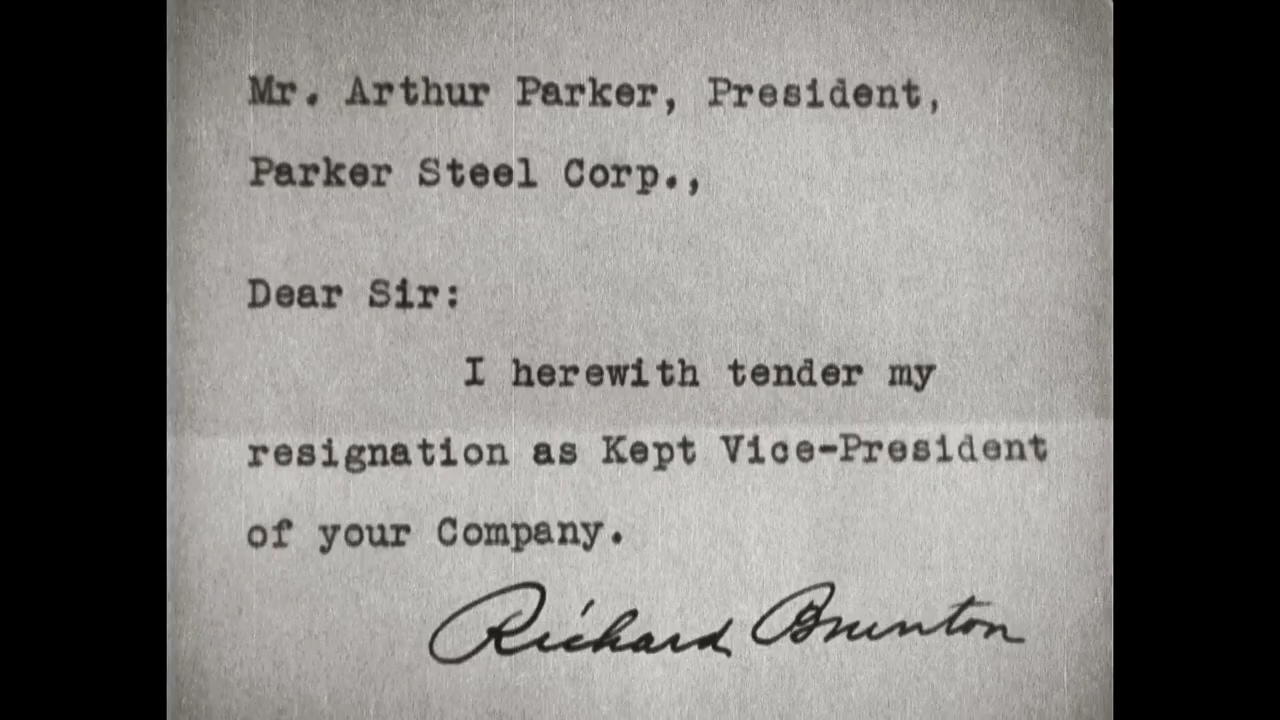 Mr. Arthur Parker, President,
Parker Steel Corp.,
Dear Sir:
I herewith tender my
resignation as Kept Vice-President
of your Company.
Richard Brunton